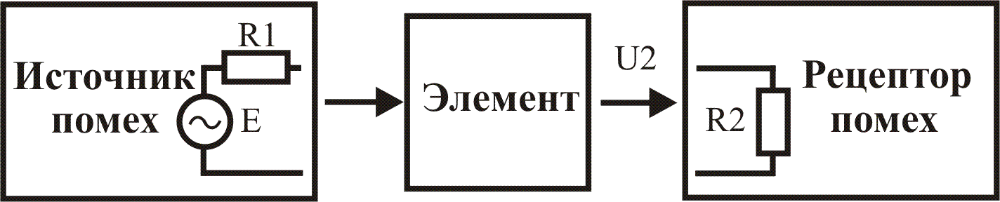 R1
Источник
помех
E
Элемент
U2
R2
Рецептор
помех